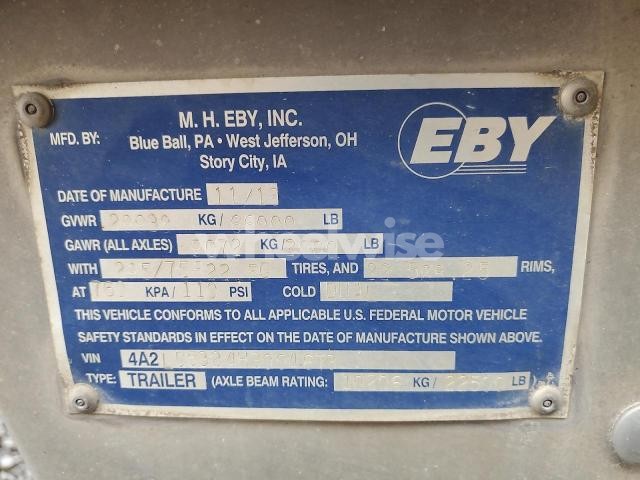 M. H. EBY, INC.
MFD. BY: Blue Ball, PA • West Jefferson, OH
Story City, IA
EBY
DATE OF MANUFACTURE 11/1
GVWR KG/ LB
GAWR (ALL AXLES) KG/ LB
WITH TIRES, AND RIMS,
AT KPA/ PSI COLD
THIS VEHICLE CONFORMS TO ALL APPLICABLE U.S. FEDERAL MOTOR VEHICLE
SAFETY STANDARDS IN EFFECT ON THE DATE OF MANUFACTURE SHOWN ABOVE.
VIN 4A2
TYPE: TRAILER (AXLE BEAM RATING: KG/ LB)
wheelwise